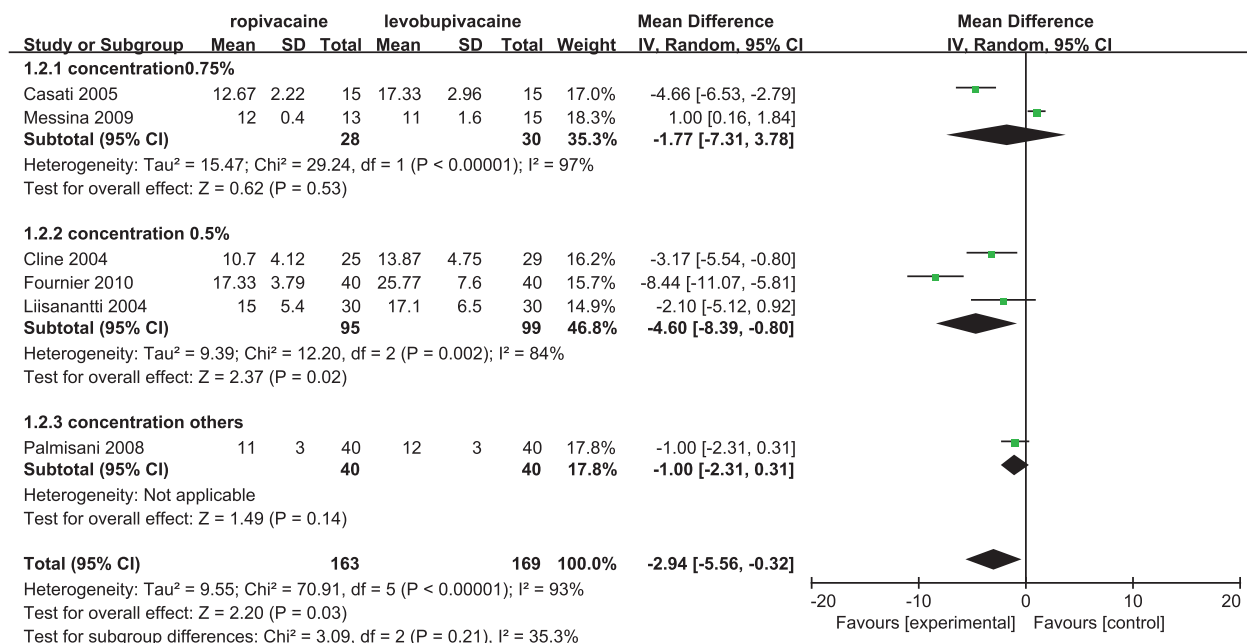 ropivacaine levobupivacaine Mean Difference Mean Difference
Study or Subgroup Mean SD Total Mean SD Total Weight IV, Random, 95% CI IV, Random, 95% CI
1.2.1 concentration0.75%
Casati 2005 12.67 2.22 15 17.33 2.96 15 17.0% -4.66 [-6.53, -2.79]
Messina 2009 12 0.4 13 11 1.6 15 18.3% 1.00 [0.16, 1.84]
Subtotal (95% CI) 28 30 35.3% -1.77 [-7.31, 3.78]
Heterogeneity: Tau² = 15.47; Chi² = 29.24, df = 1 (P < 0.00001); I² = 97%
Test for overall effect: Z = 0.62 (P = 0.53)
1.2.2 concentration 0.5%
Cline 2004 10.7 4.12 25 13.87 4.75 29 16.2% -3.17 [-5.54, -0.80]
Fournier 2010 17.33 3.79 40 25.77 7.6 40 15.7% -8.44 [-11.07, -5.81]
Liisanantti 2004 15 5.4 30 17.1 6.5 30 14.9% -2.10 [-5.12, 0.92]
Subtotal (95% CI) 95 99 46.8% -4.60 [-8.39, -0.80]
Heterogeneity: Tau² = 9.39; Chi² = 12.20, df = 2 (P = 0.002); I² = 84%
Test for overall effect: Z = 2.37 (P = 0.02)
1.2.3 concentration others
Palmisani 2008 11 3 40 12 3 40 17.8% -1.00 [-2.31, 0.31]
Subtotal (95% CI) 40 40 17.8% -1.00 [-2.31, 0.31]
Heterogeneity: Not applicable
Test for overall effect: Z = 1.49 (P = 0.14)
Total (95% CI) 163 169 100.0% -2.94 [-5.56, -0.32]
Heterogeneity: Tau² = 9.55; Chi² = 70.91, df = 5 (P < 0.00001); I² = 93%
Test for overall effect: Z = 2.20 (P = 0.03)
Test for subgroup differences: Chi² = 3.09, df = 2 (P = 0.21), I² = 35.3%
-20 -10 0 10 20
Favours [experimental] Favours [control]